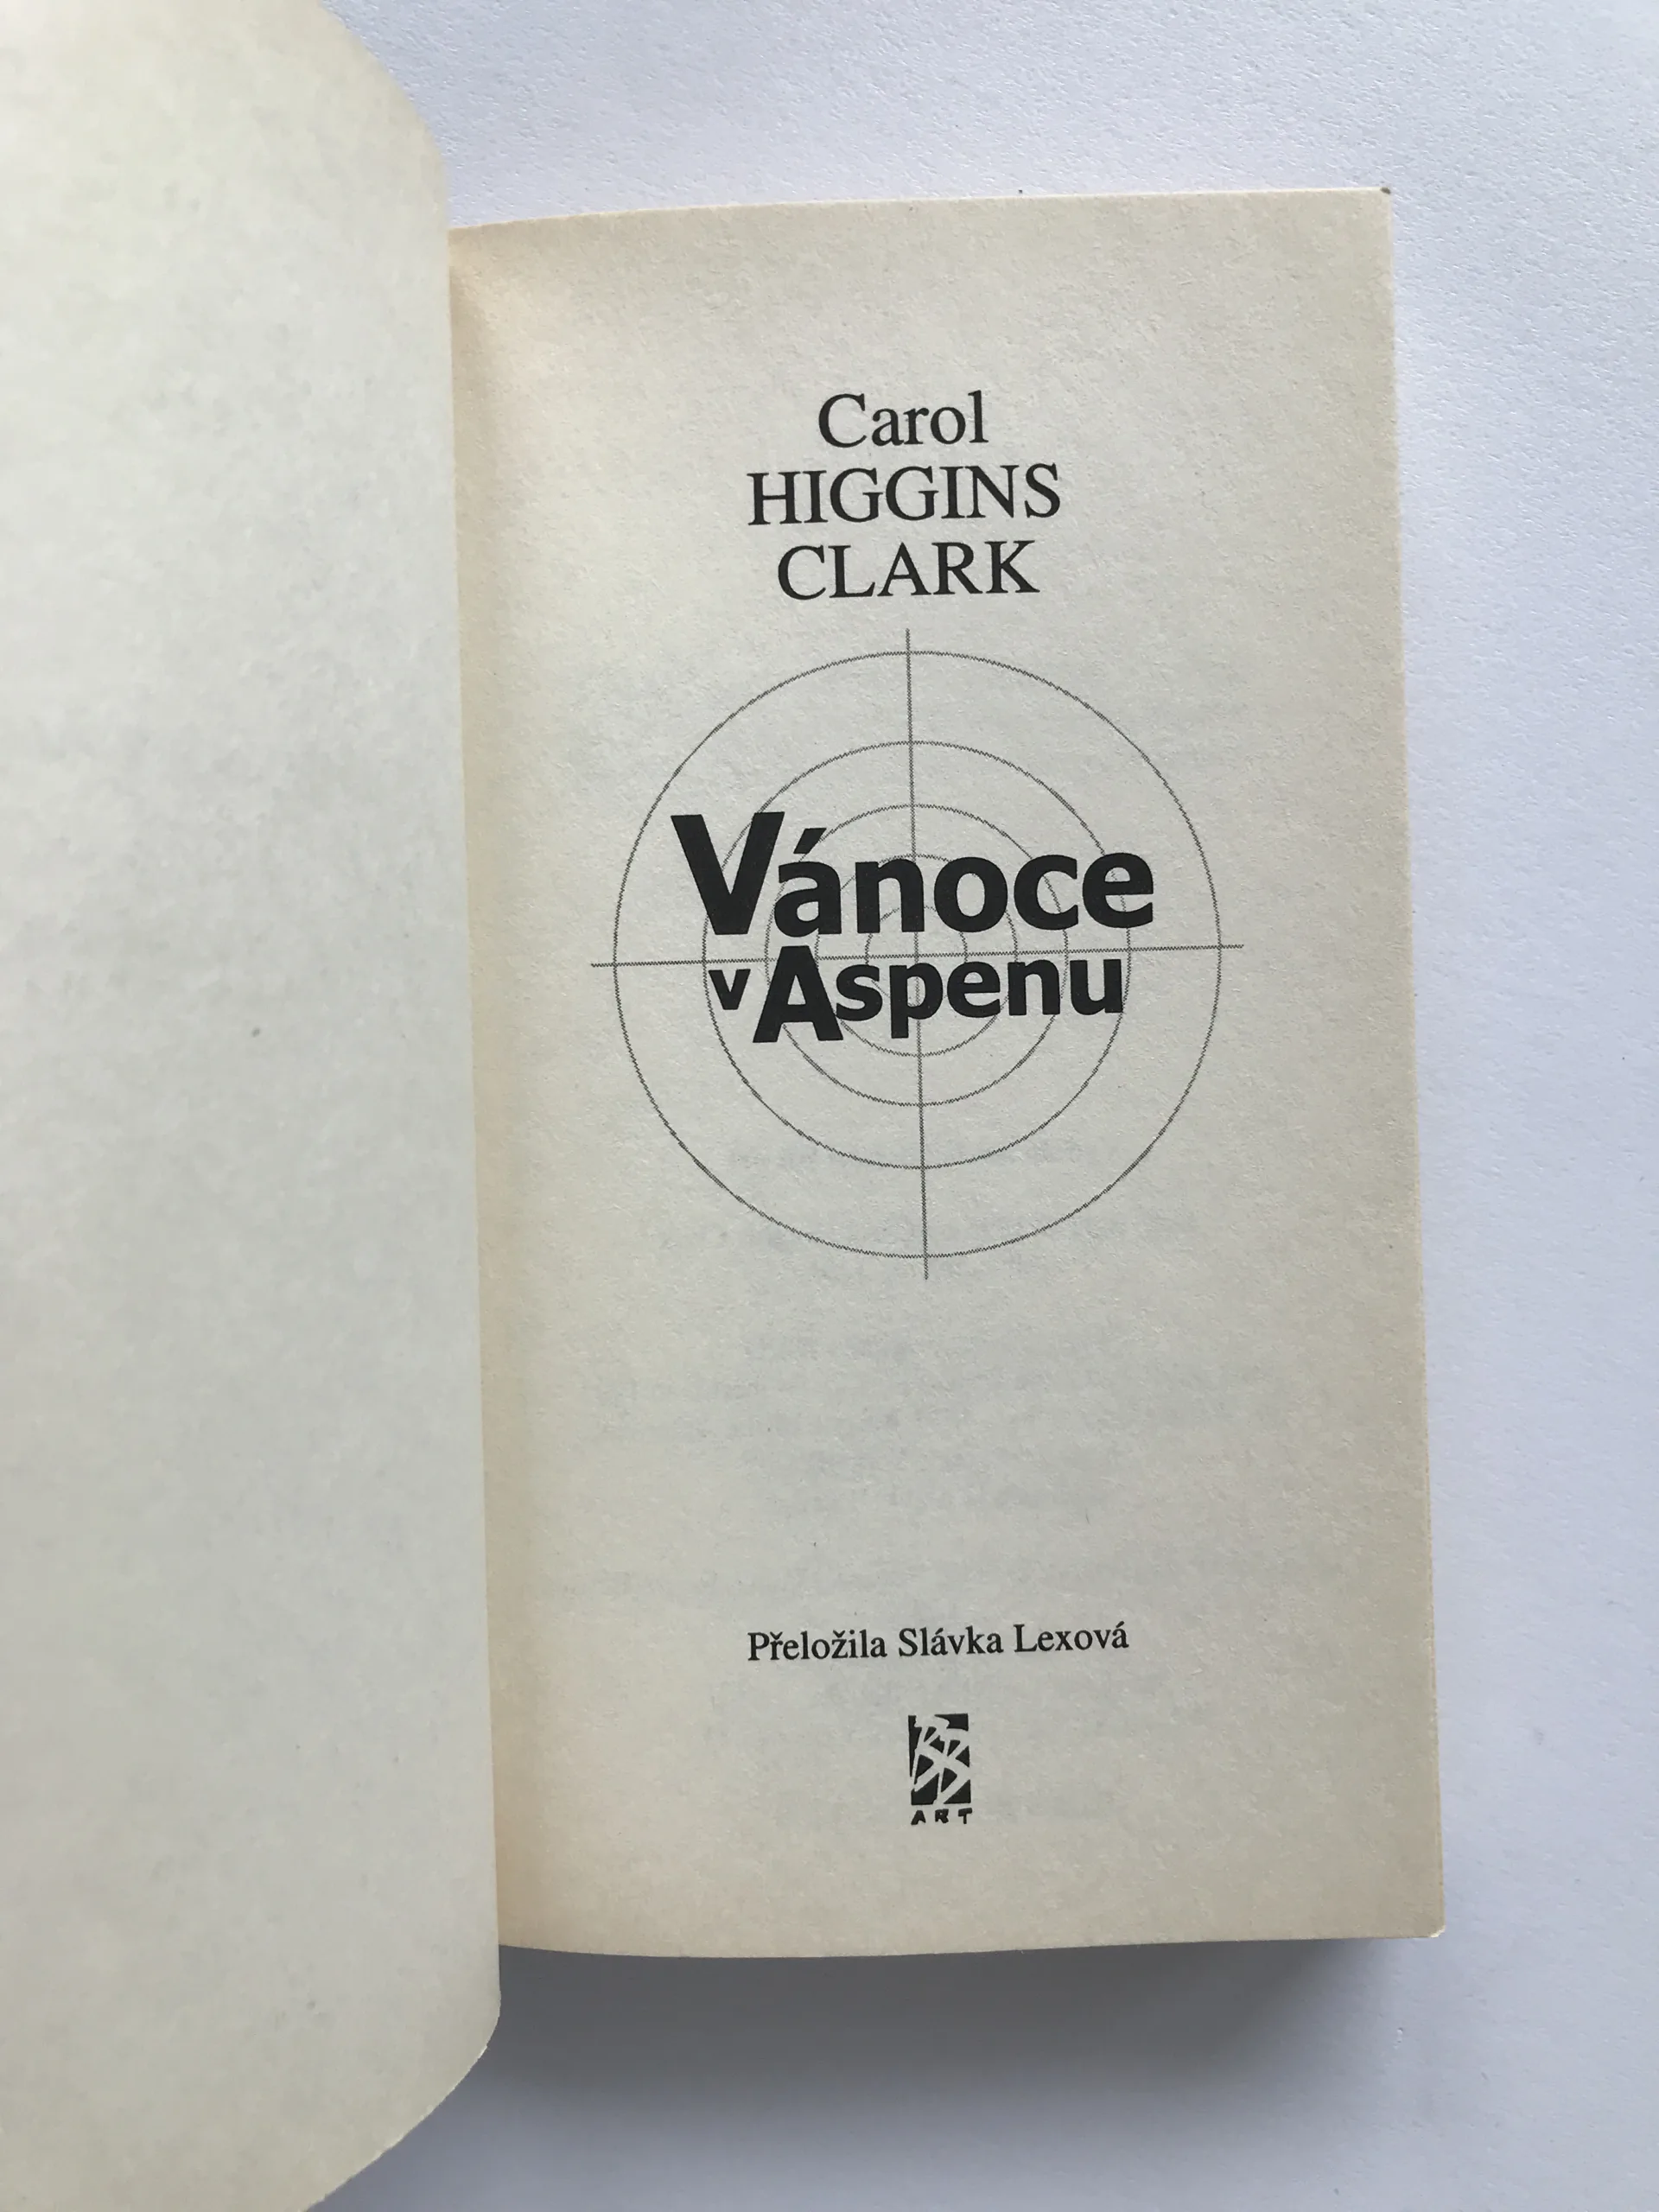 Carol
HIGGINS
CLARK
Vánoce
v Aspenu
Přeložila Slávka Lexová
ART